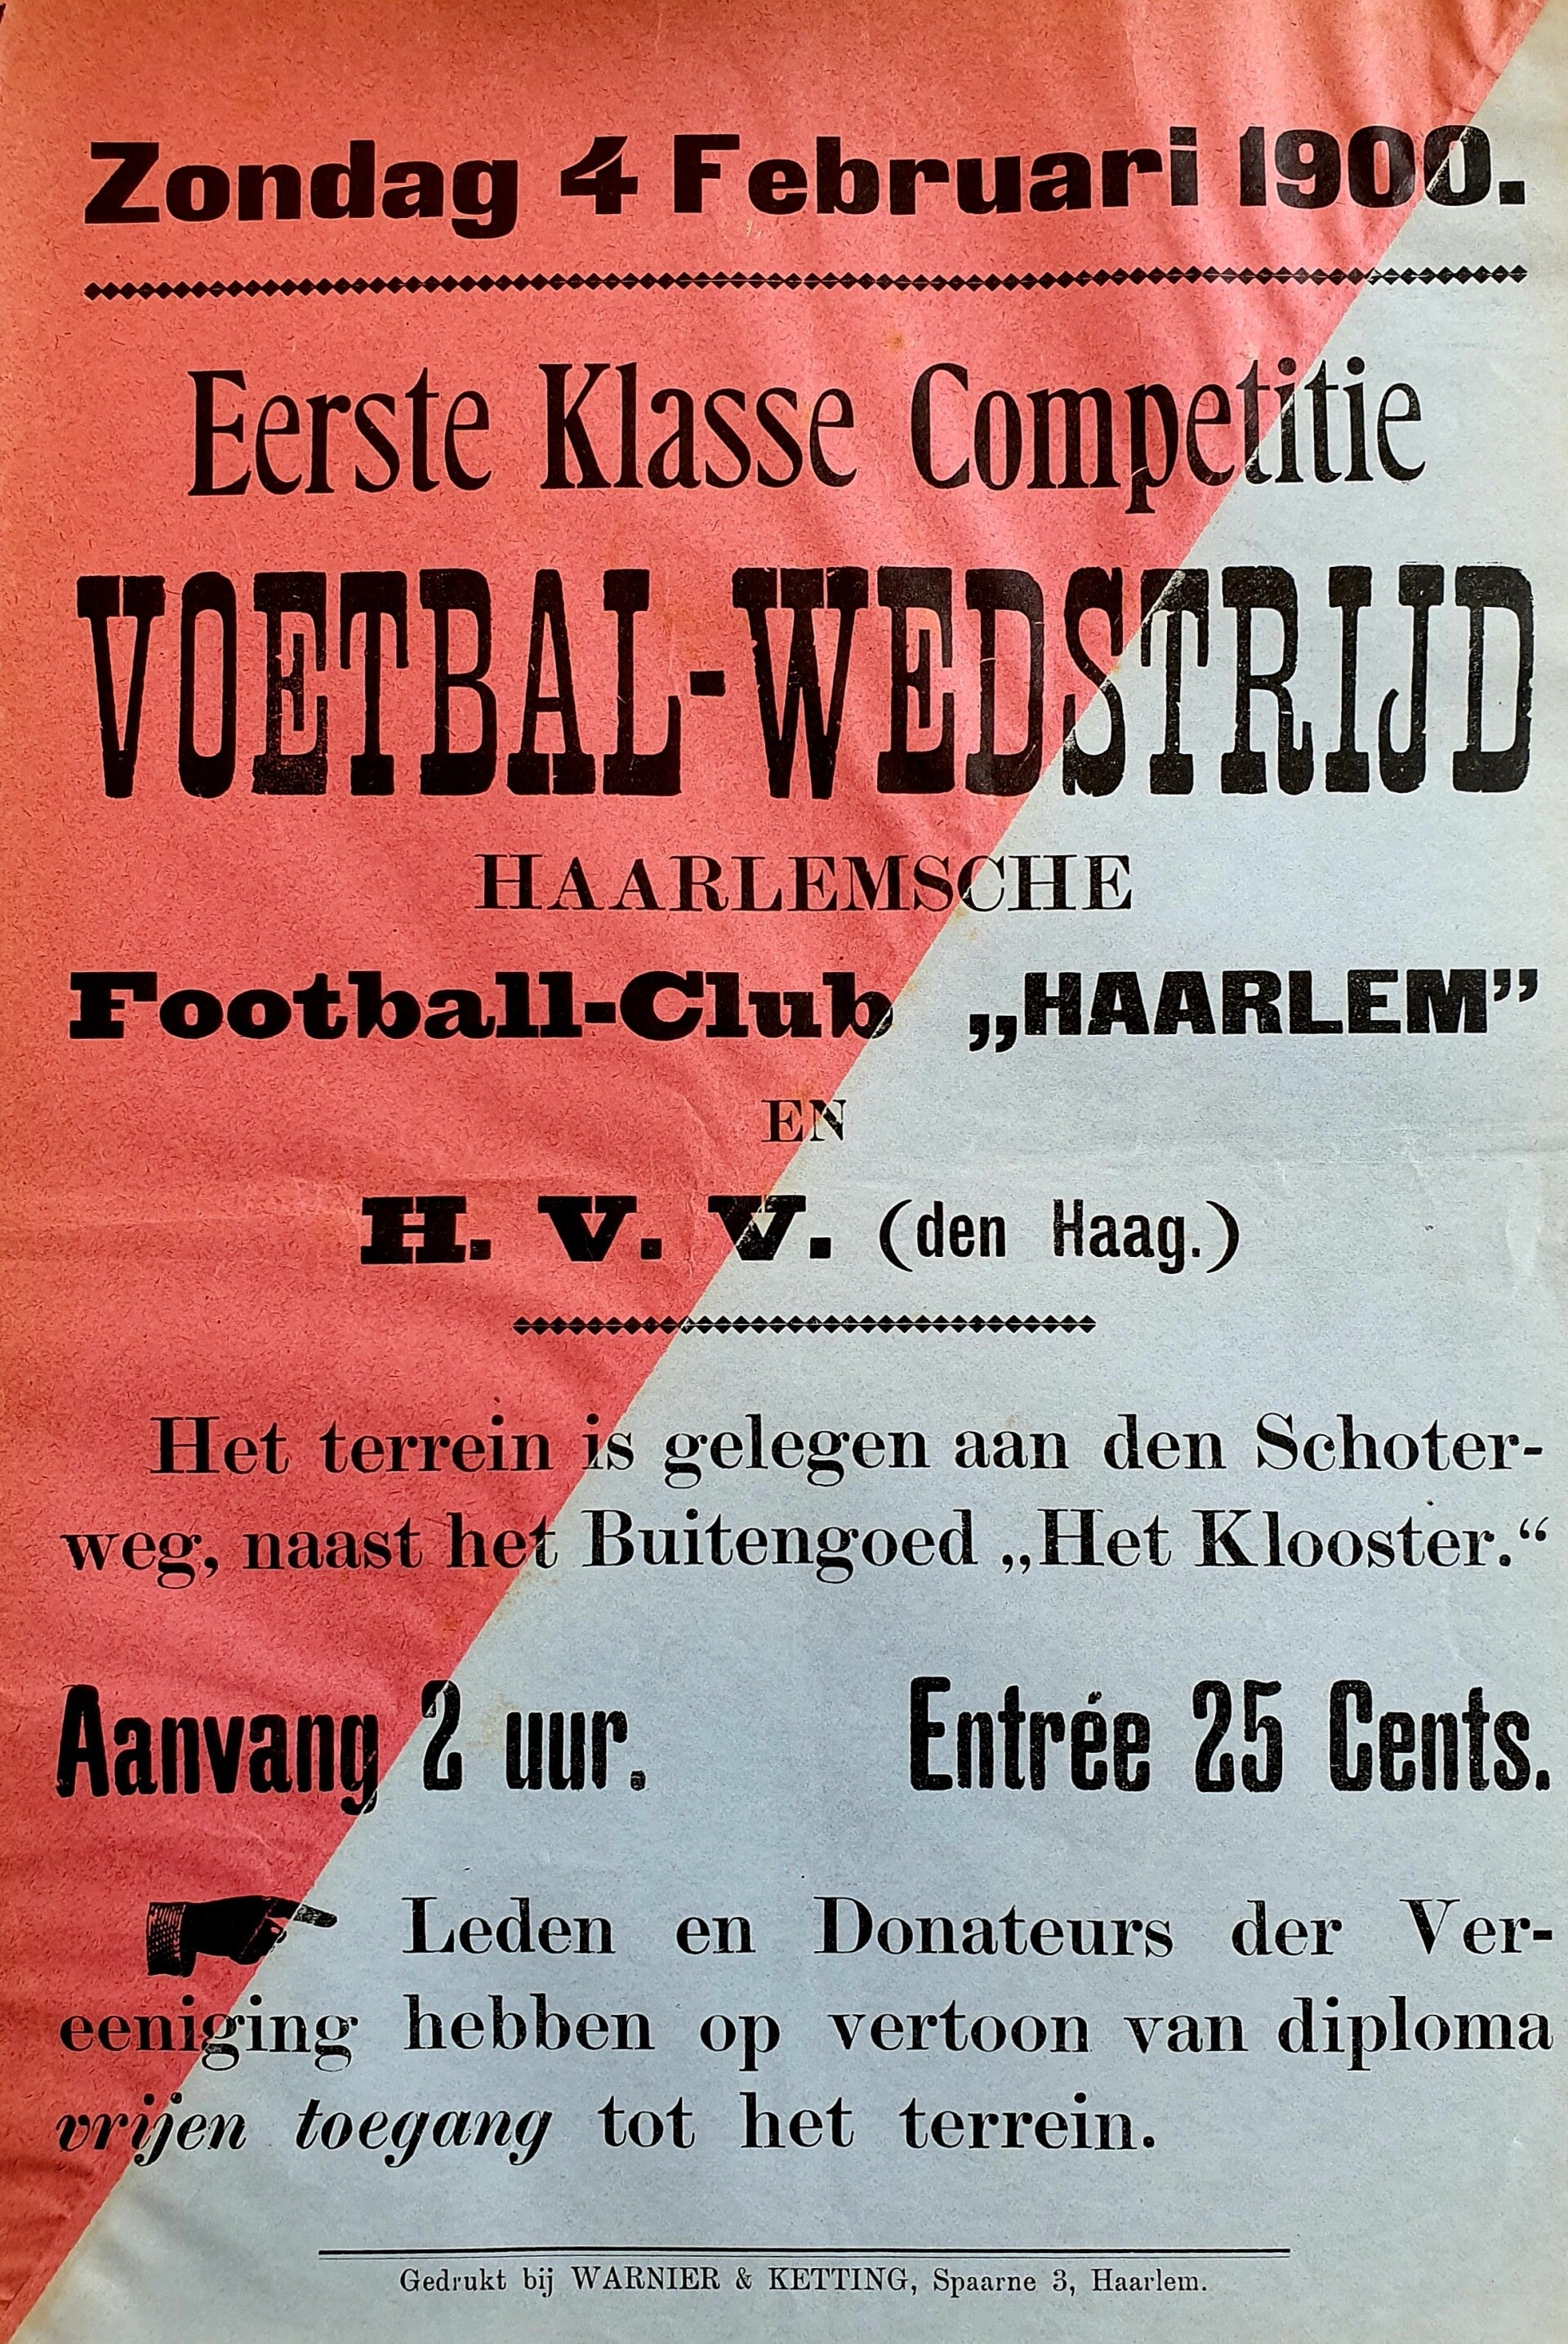 Zondag 4 Februari 1900.
Eerste Klasse Competitie
VOETBAL-WEDSTRIJD
HAARLEMSCHE
Football-Club „HAARLEM”
EN
H. V. V. (den Haag.)
Het terrein is gelegen aan den Schoter-
weg, naast het Buitengoed „Het Klooster.“
Aanvang 2 uur. Entrée 25 Cents.
Leden en Donateurs der Ver-
eeniging hebben op vertoon van diploma
vrijen toegang tot het terrein.
Gedrukt bij WARNIER & KETTING, Spaarne 3, Haarlem.